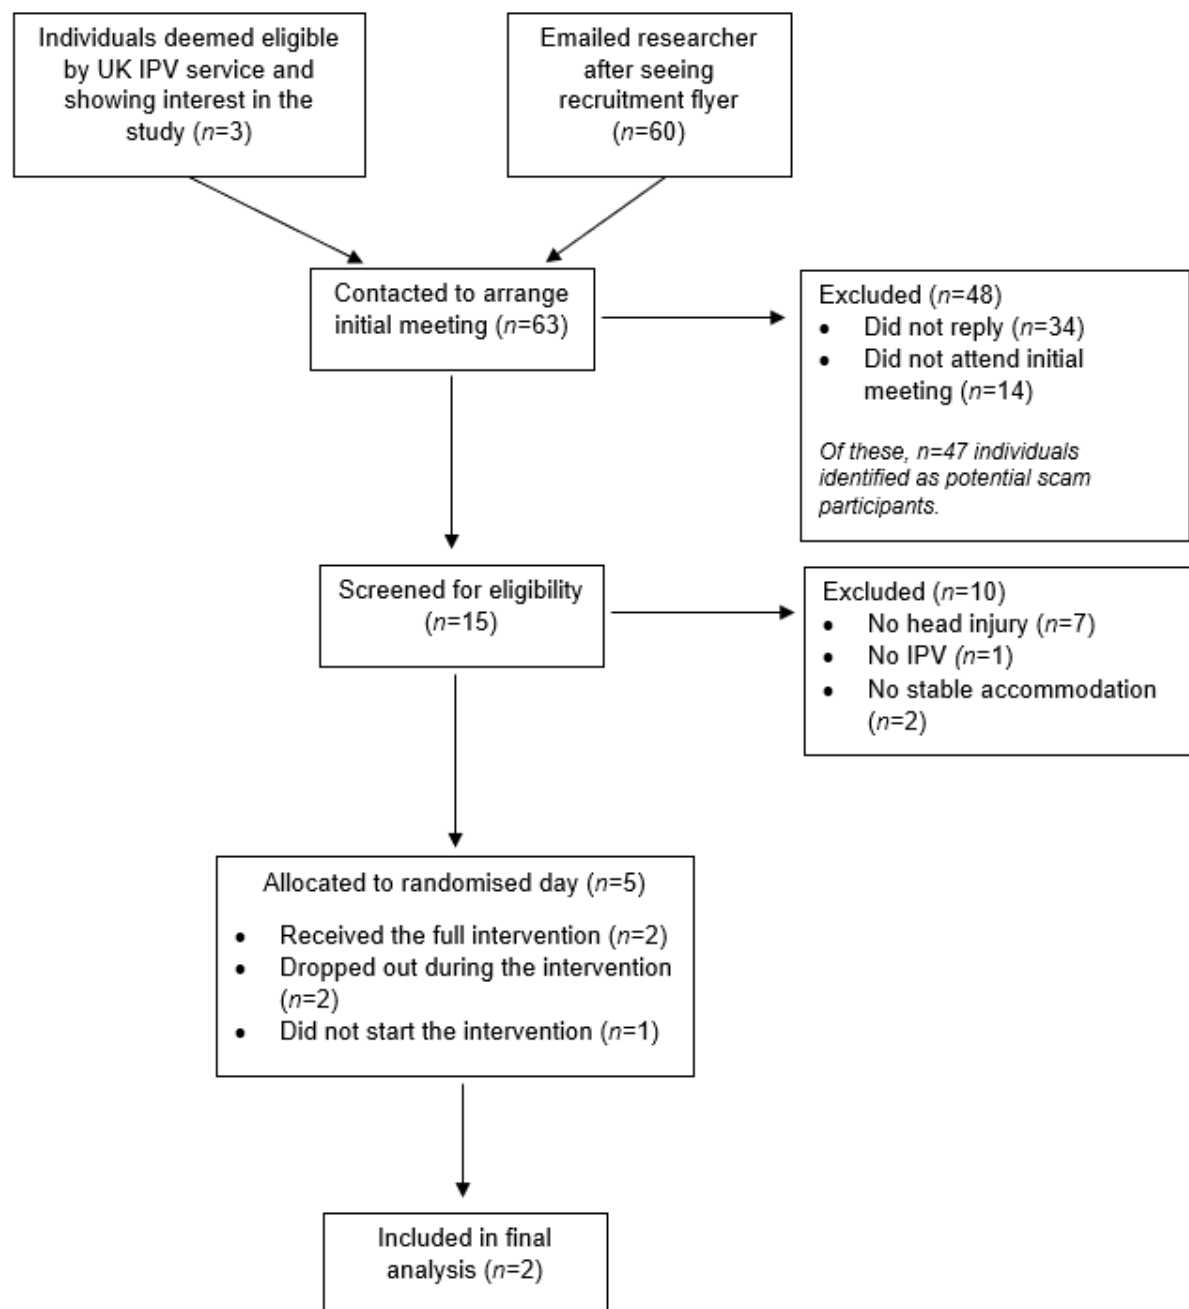 Individuals deemed eligible
by UK IPV service and
showing interest in the
study (n=3)
Emailed researcher
after seeing
recruitment flyer
(n=60)
Contacted to arrange
initial meeting (n=63)
Excluded (n=48)
• Did not reply (n=34)
• Did not attend initial
meeting (n=14)
Of these, n=47 individuals
identified as potential scam
participants.
Screened for eligibility
(n=15)
Excluded (n=10)
• No head injury (n=7)
• No IPV (n=1)
• No stable accommodation
(n=2)
Allocated to randomised day (n=5)
• Received the full intervention (n=2)
• Dropped out during the intervention
(n=2)
• Did not start the intervention (n=1)
Included in final
analysis (n=2)